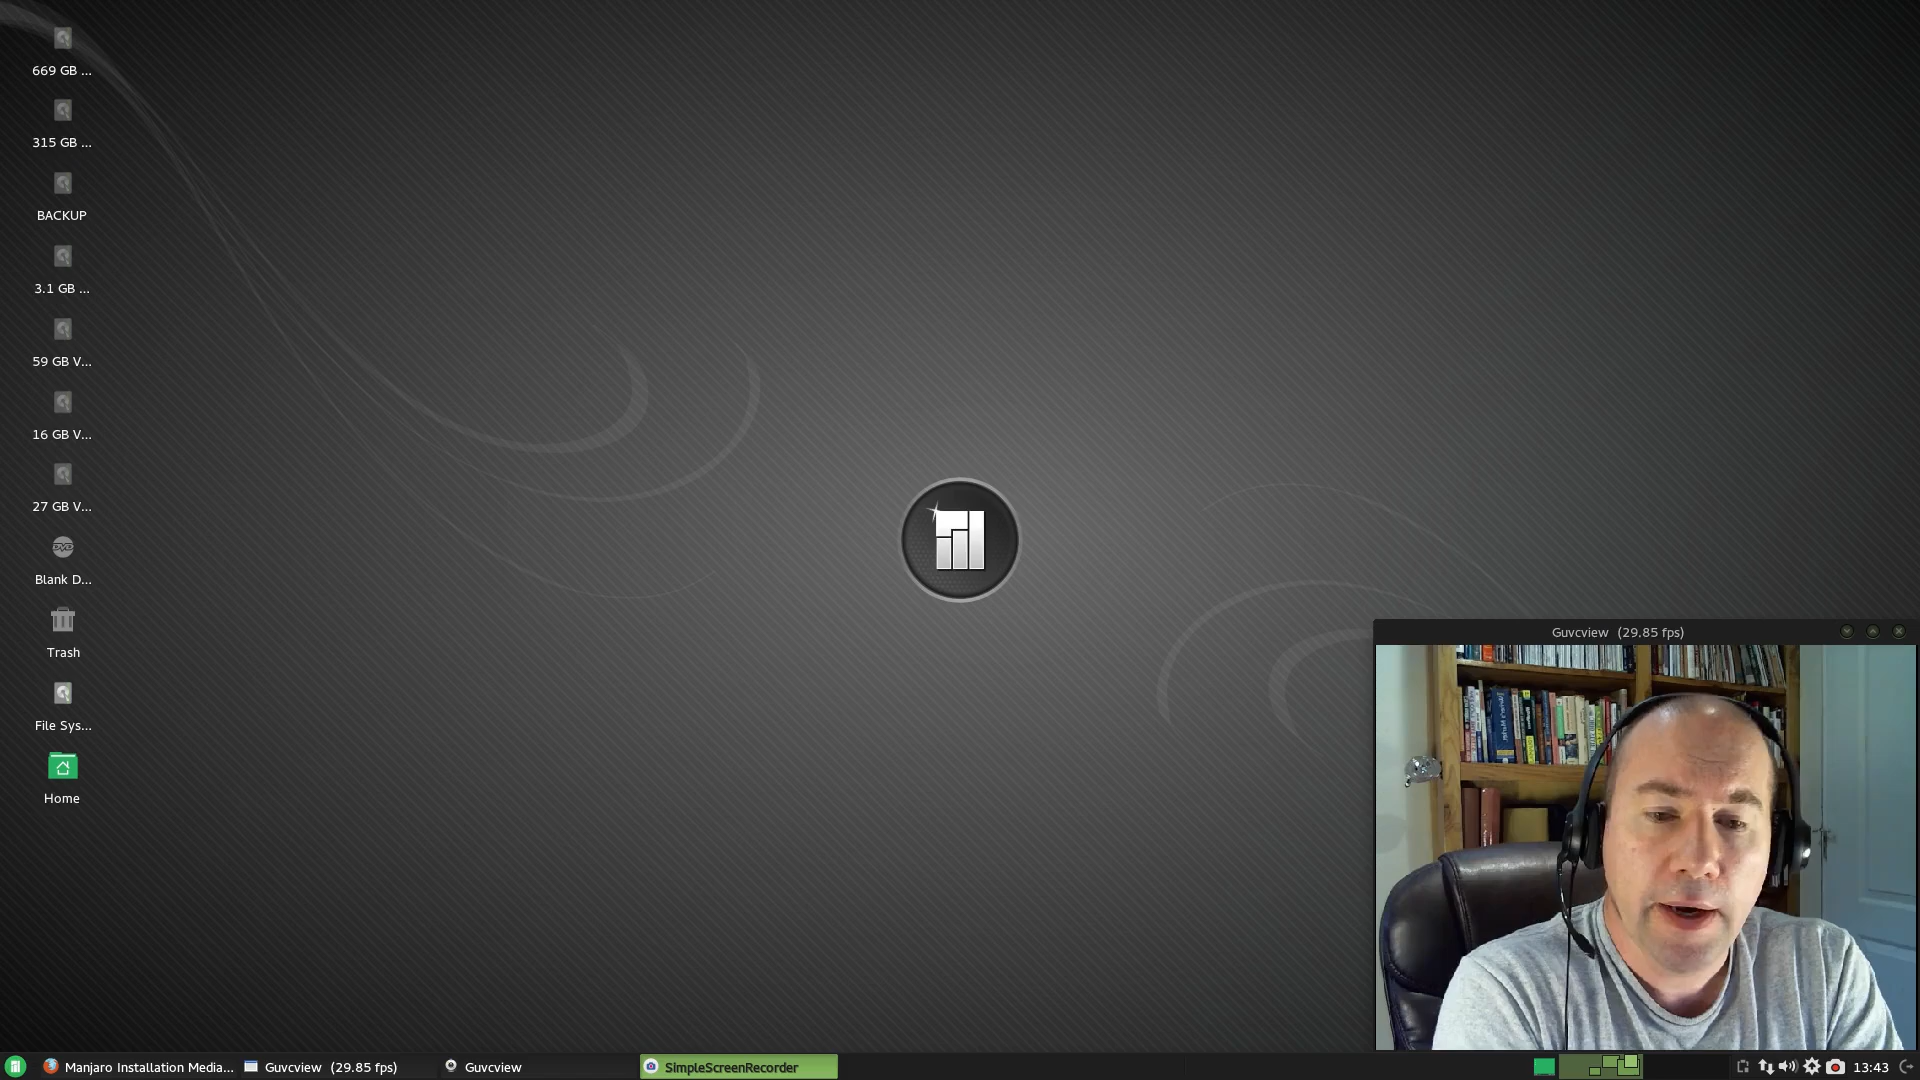 669 GB ...
315 GB ...
BACKUP
3.1 GB ...
59 GB V...
16 GB V...
27 GB V...
DVD
Blank D...
Trash
File Sys...
Home
Guvcview (29.85 fps)
Manjaro Installation Media...
Guvcview (29.85 fps)
Guvcview
SimpleScreenRecorder
13:43